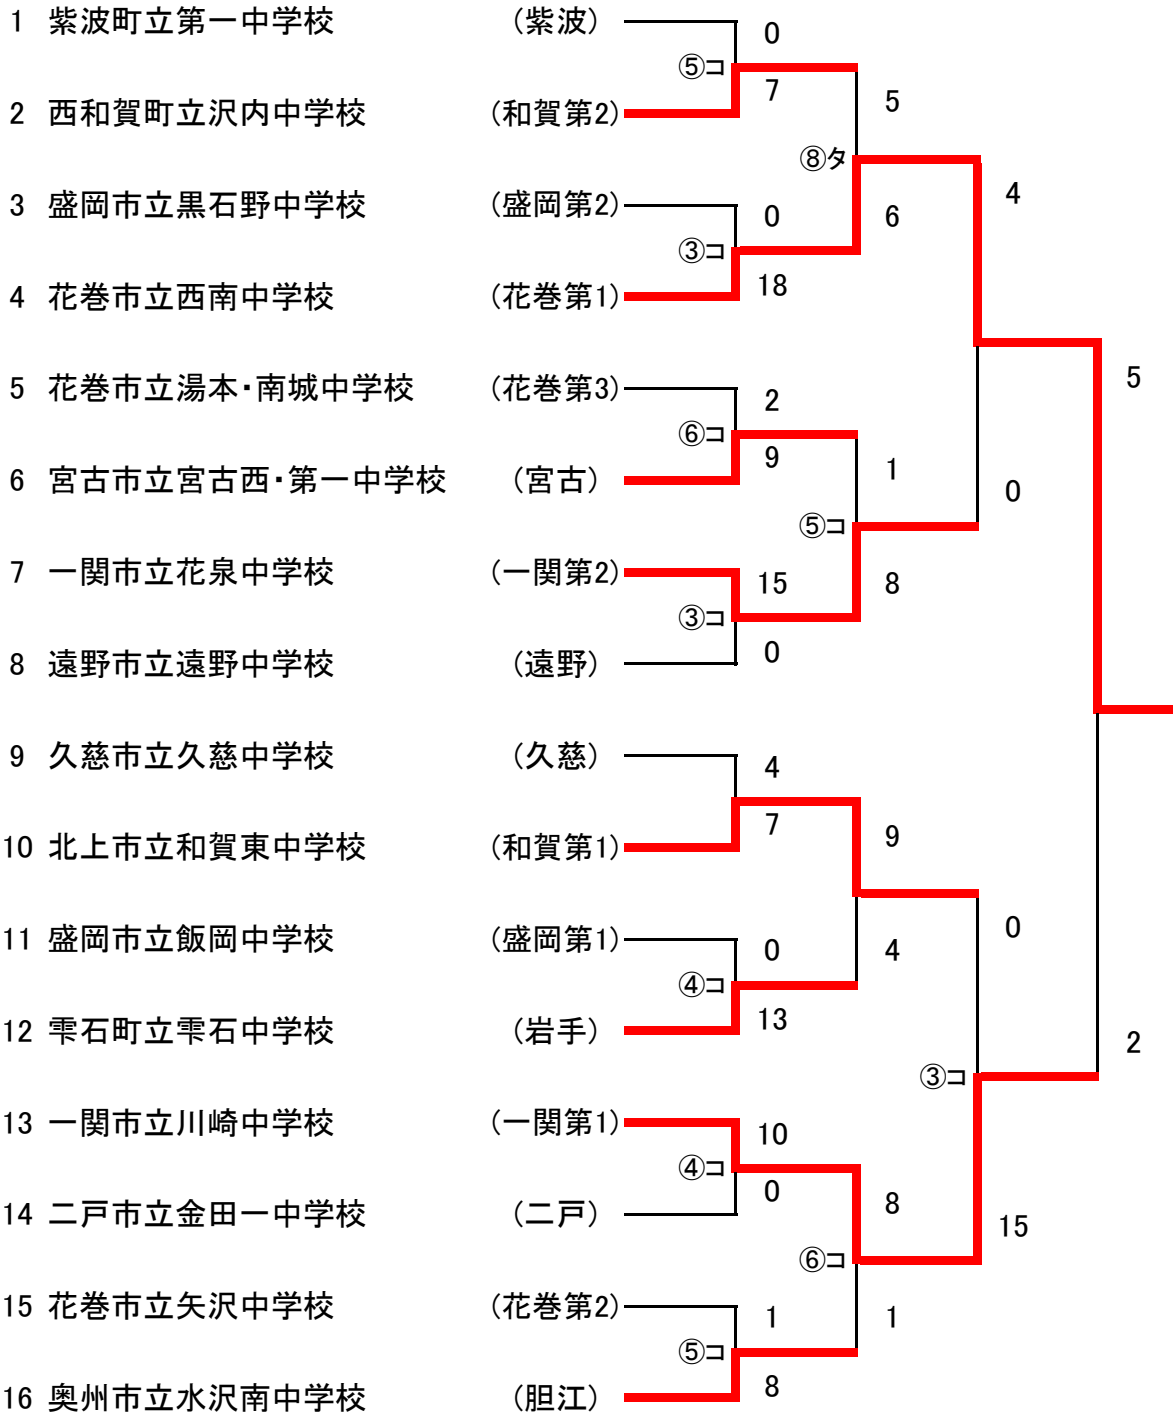 1 紫波町立第一中学校 (紫波) 0
⑤コ
2 西和賀町立沢内中学校 (和賀第2) 7 5
⑧タ
3 盛岡市立黒石野中学校 (盛岡第2) 0 6 4
③コ
4 花巻市立西南中学校 (花巻第1) 18
5 花巻市立湯本・南城中学校 (花巻第3) 2 5
⑥コ
6 宮古市立宮古西・第一中学校 (宮古) 9 1 0
⑤コ
7 一関市立花泉中学校 (一関第2) 15 8
③コ
8 遠野市立遠野中学校 (遠野) 0
9 久慈市立久慈中学校 (久慈) 4
10 北上市立和賀東中学校 (和賀第1) 7 9
11 盛岡市立飯岡中学校 (盛岡第1) 0 4 0
④コ
12 雫石町立雫石中学校 (岩手) 13 2
③コ
13 一関市立川崎中学校 (一関第1) 10
④コ
14 二戸市立金田一中学校 (二戸) 0 8 15
⑥コ
15 花巻市立矢沢中学校 (花巻第2) 1 1
⑤コ
16 奥州市立水沢南中学校 (胆江) 8